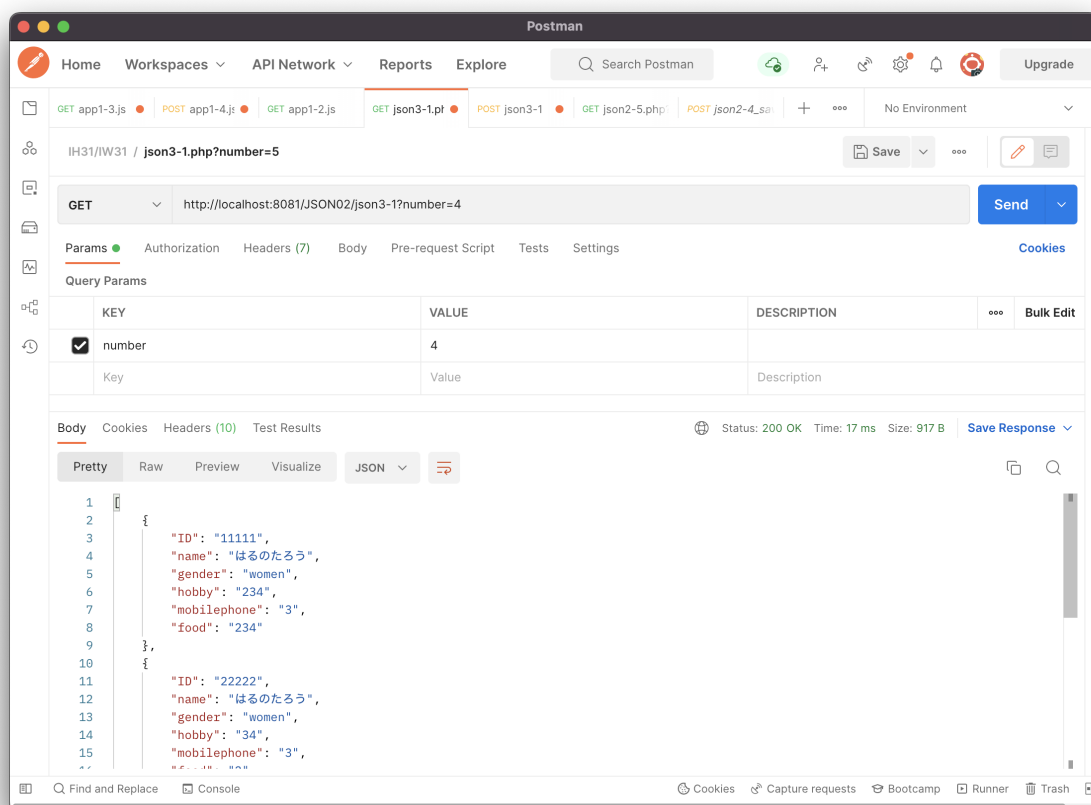 Postman
Home Workspaces API Network Reports Explore Search Postman Upgrade
GET app1-3.js POST app1-4.js GET app1-2.js GET json3-1.ph POST json3-1 GET json2-5.php POST json2-4_sa No Environment
IH31/IW31 / json3-1.php?number=5 Save
GET http://localhost:8081/JSON02/json3-1?number=4 Send
Params Authorization Headers (7) Body Pre-request Script Tests Settings Cookies
Query Params
KEY VALUE DESCRIPTION Bulk Edit
number 4
Key Value Description
Body Cookies Headers (10) Test Results Status: 200 OK Time: 17 ms Size: 917 B Save Response
Pretty Raw Preview Visualize JSON
1 [
2 {
3 "ID": "11111",
4 "name": "はるのたろう",
5 "gender": "women",
6 "hobby": "234",
7 "mobilephone": "3",
8 "food": "234"
9 },
10 {
11 "ID": "22222",
12 "name": "はるのたろう",
13 "gender": "women",
14 "hobby": "34",
15 "mobilephone": "3",
Find and Replace Console Cookies Capture requests Bootcamp Runner Trash